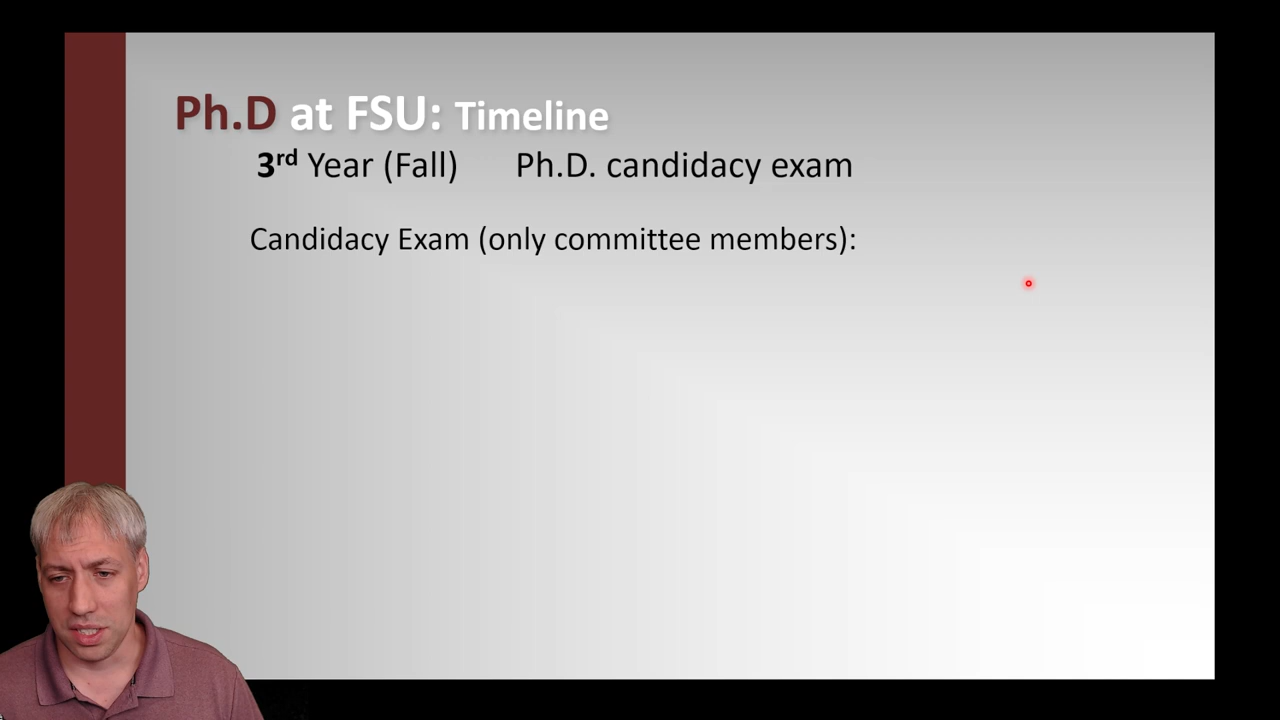 Ph.D at FSU: Timeline
3rd Year (Fall) Ph.D. candidacy exam
Candidacy Exam (only committee members):